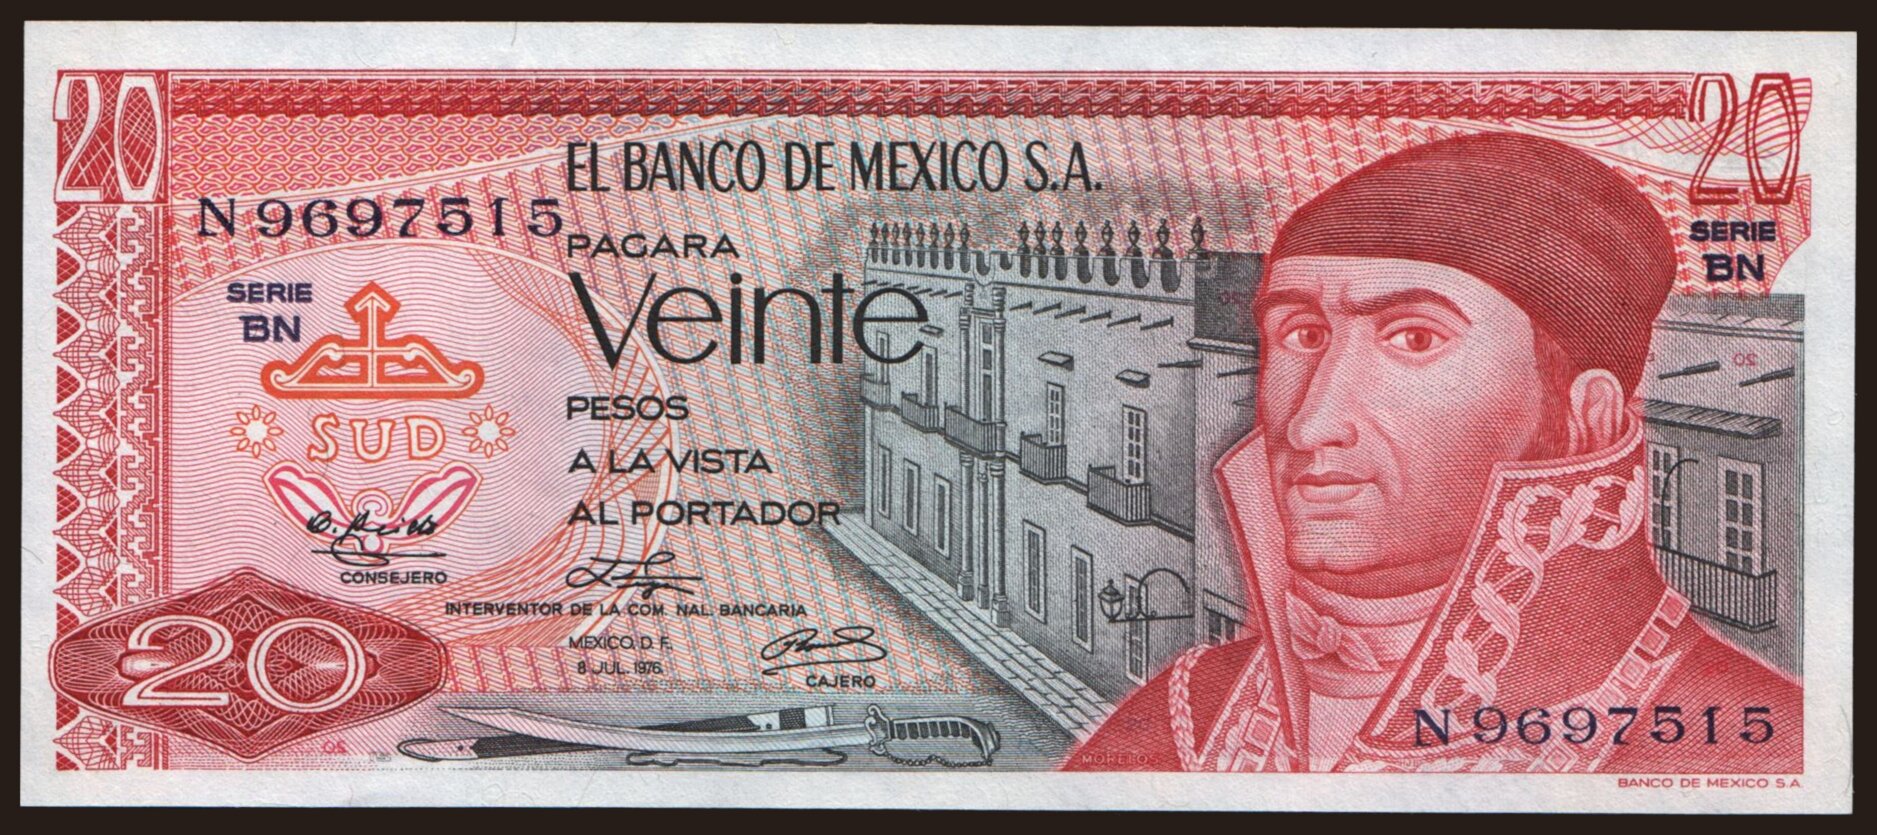 20
20
EL BANCO DE MEXICO S.A.
N9697515
PAGARA
SERIE
BN
SERIE
BN
Veinte
SUD
PESOS
A LA VISTA
AL PORTADOR
CONSEJERO
INTERVENTOR DE LA COM. NAL. BANCARIA
MEXICO, D. F.
8 JUL. 1976.
CAJERO
20
N9697515
MORELOS
BANCO DE MEXICO S.A.